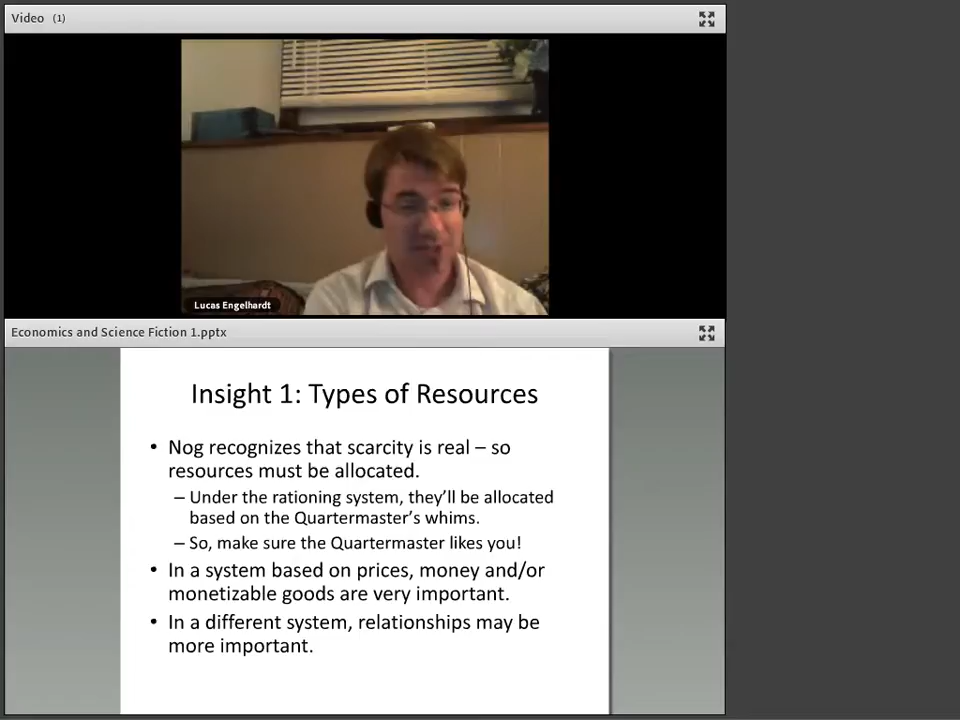 Video (1)
Lucas Engelhardt
Economics and Science Fiction 1.pptx
Insight 1: Types of Resources
• Nog recognizes that scarcity is real – so
resources must be allocated.
– Under the rationing system, they'll be allocated
based on the Quartermaster's whims.
– So, make sure the Quartermaster likes you!
• In a system based on prices, money and/or
monetizable goods are very important.
• In a different system, relationships may be
more important.